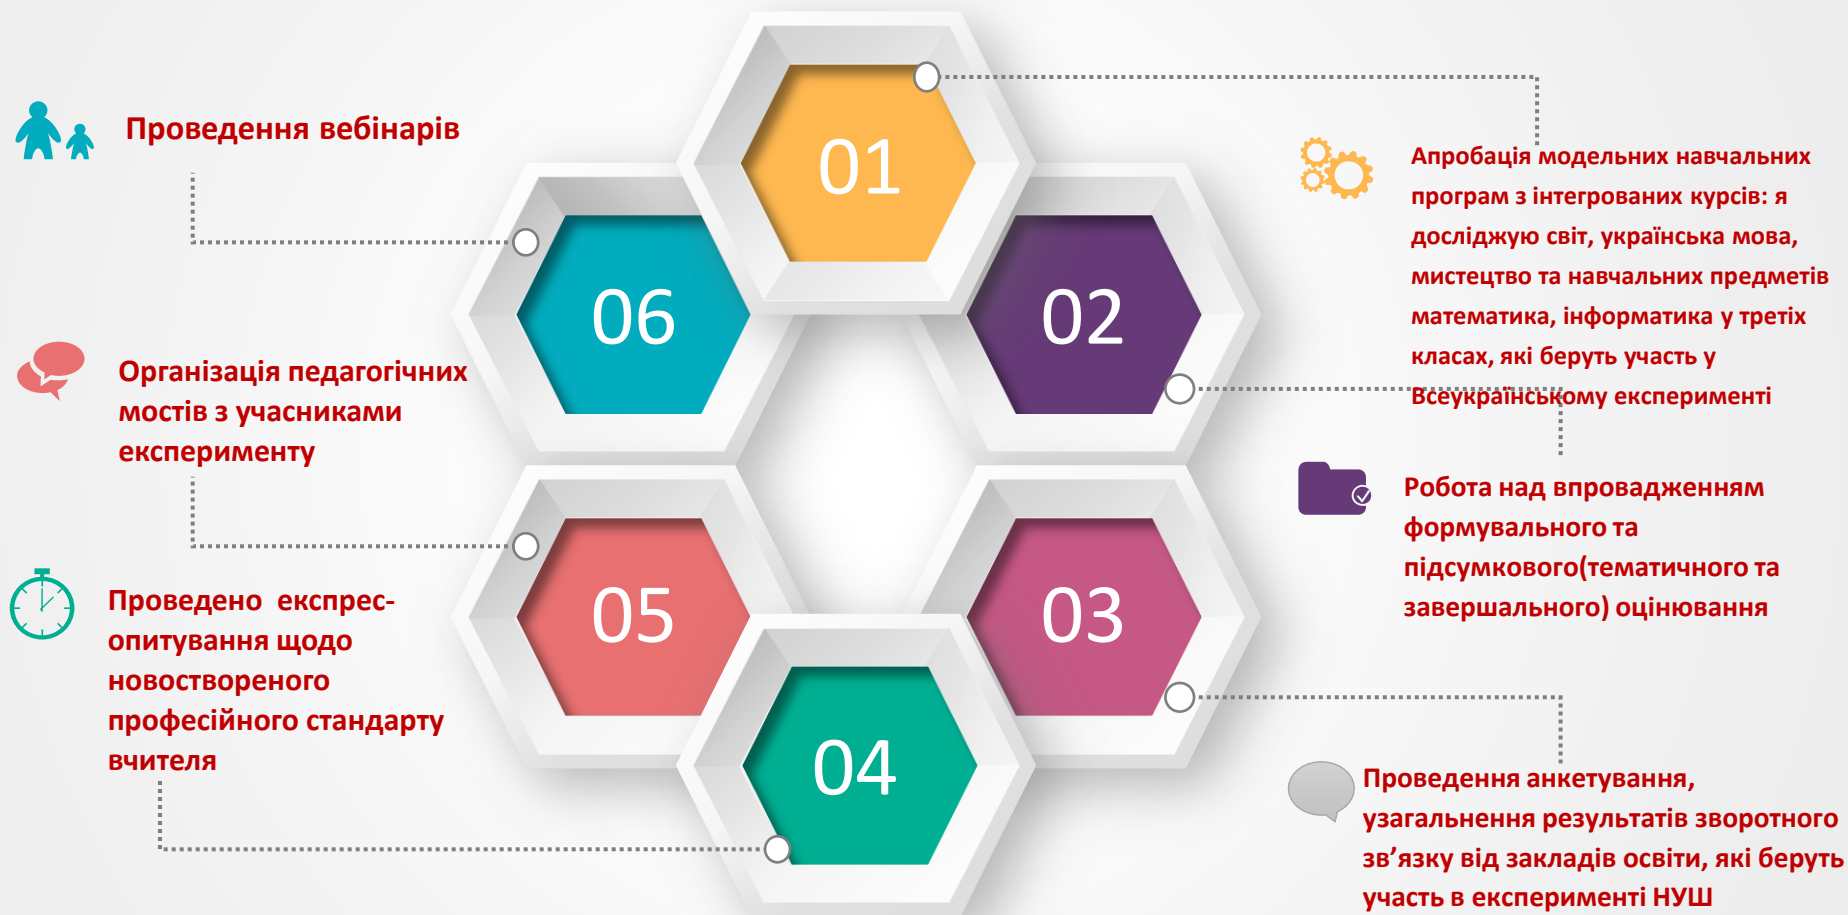 01
Апробація модельних навчальних
програм з інтегрованих курсів: я
досліджую світ, українська мова,
мистецтво та навчальних предметів
математика, інформатика у третіх
класах, які беруть участь у
Всеукраїнському експерименті
02
Робота над впровадженням
формувального та
підсумкового(тематичного та
завершального) оцінювання
03
Проведення анкетування,
узагальнення результатів зворотного
зв’язку від закладів освіти, які беруть
участь в експерименті НУШ
04
Проведено експрес-
опитування щодо
новоствореного
професійного стандарту
вчителя
05
Організація педагогічних
мостів з учасниками
експерименту
06
Проведення вебінарів